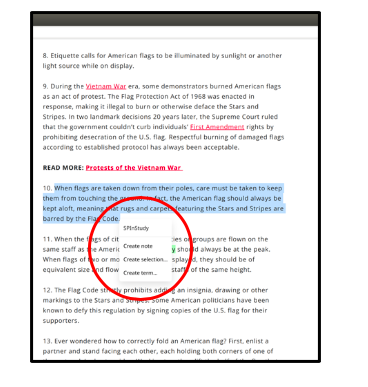 8. Etiquette calls for American flags to be illuminated by sunlight or another
light source while on display.
9. During the Vietnam War era, some demonstrators burned American flags
as an act of protest. The Flag Protection Act of 1968 was enacted in
response, making it illegal to burn or otherwise deface the Stars and
Stripes. In two landmark decisions 20 years later, the Supreme Court ruled
that the government couldn't curb individuals' First Amendment rights by
prohibiting desecration of the U.S. flag. Respectful burning of damaged flags
according to established protocol has always been acceptable.
READ MORE: Protests of the Vietnam War
10. When flags are taken down from their poles, care must be taken to keep
them from touching the ground. In fact, the American flag should always be
kept aloft, meaning that rugs and carpets featuring the Stars and Stripes are
barred by the Flag Code.
SPInStudy
Create note
Create selection...
Create term...
11. When the flags of cit ies or groups are flown on the
same staff as the Americ y should always be at the peak.
When flags of two or mo splayed, they should be of
equivalent size and flow staffs of the same height.
12. The Flag Code strictly prohibits adding an insignia, drawing or other
markings to the Stars and Stripes. Some American politicians have been
known to defy this regulation by signing copies of the U.S. flag for their
supporters.
13. Ever wondered how to correctly fold an American flag? First, enlist a
partner and stand facing each other, each holding both corners of one of